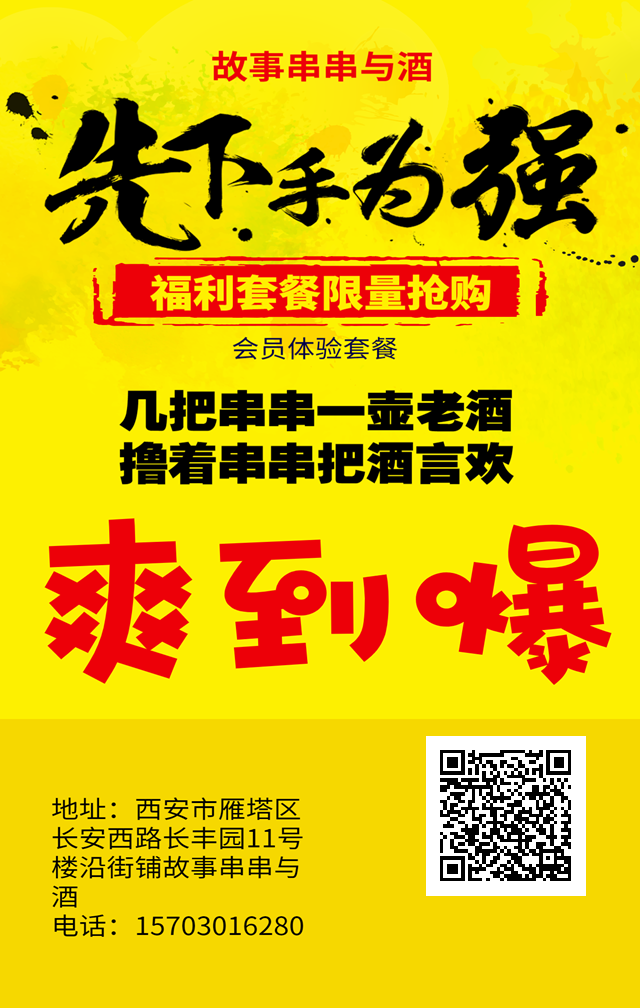 故事串串与酒
先下手为强
福利套餐限量抢购
会员体验套餐
几把串串一壶老酒
撸着串串把酒言欢
爽到爆
地址：西安市雁塔区
长安西路长丰园11号
楼沿街铺故事串串与
酒
电话：15703016280